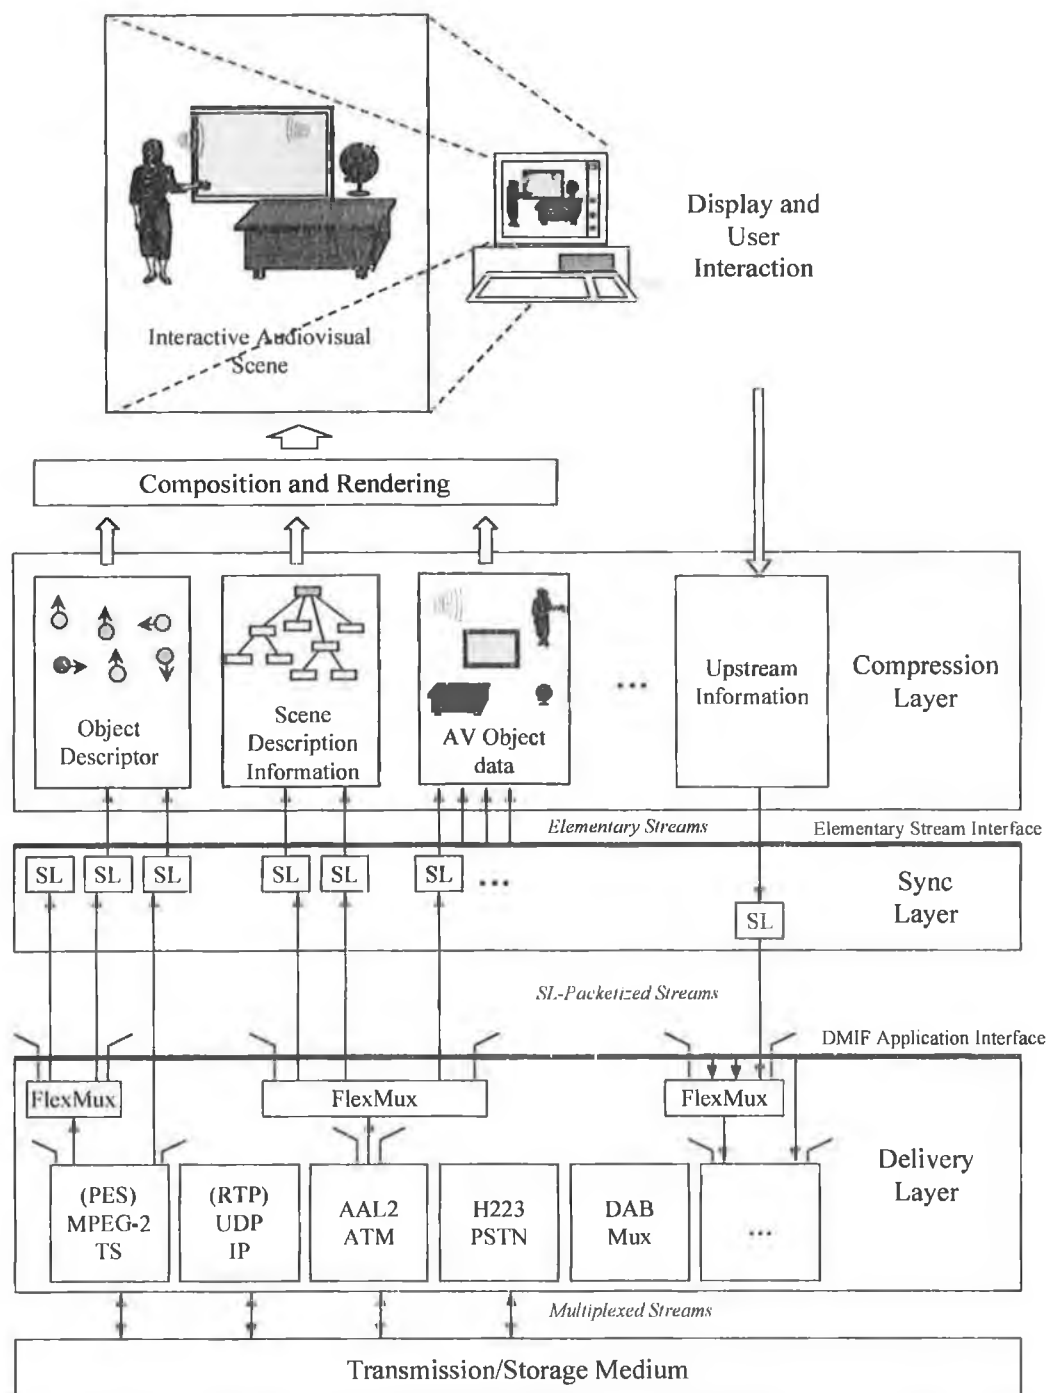 Display and
User
Interaction
Interactive Audiovisual
Scene
Composition and Rendering
Object
Descriptor
Scene
Description
Information
AV Object
data
...
Upstream
Information
Compression
Layer
Elementary Streams
Elementary Stream Interface
SL
SL
SL
SL
SL
SL
...
SL
Sync
Layer
SL-Packetized Streams
DMIF Application Interface
FlexMux
FlexMux
FlexMux
Delivery
Layer
(PES)
MPEG-2
TS
(RTP)
UDP
IP
AAL2
ATM
H223
PSTN
DAB
Mux
...
Multiplexed Streams
Transmission/Storage Medium